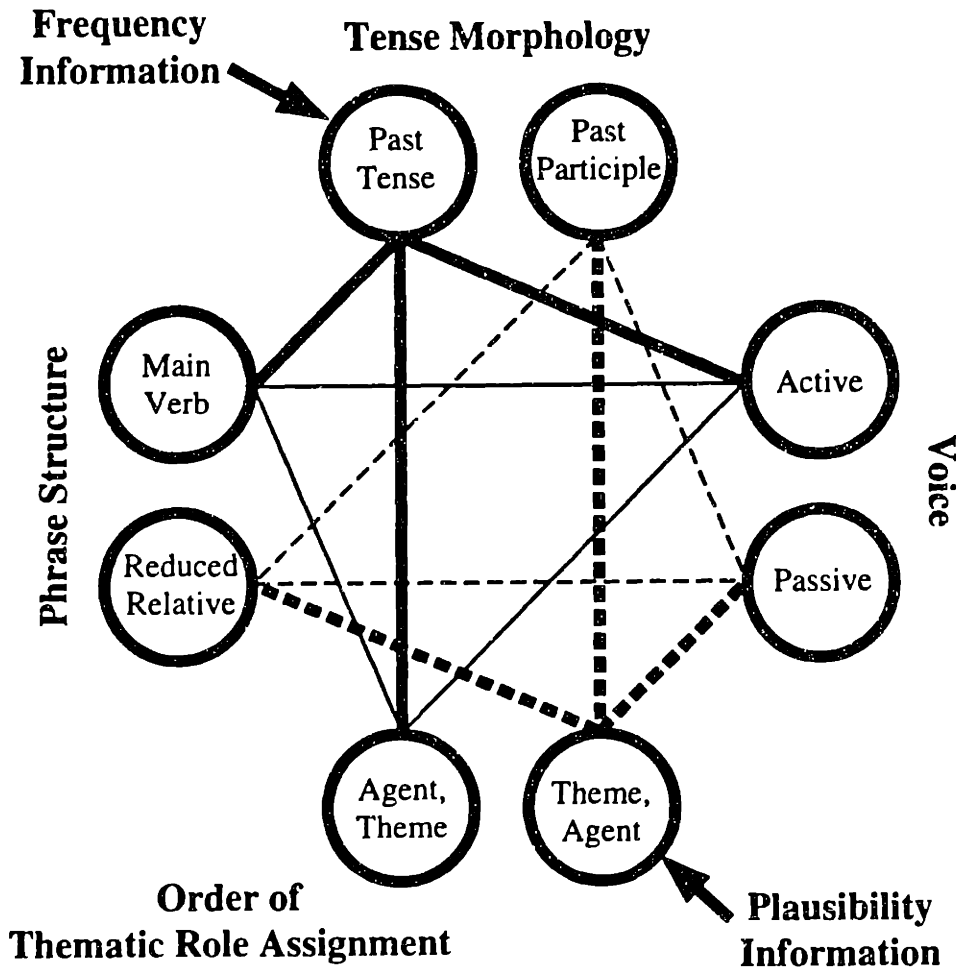 Frequency
Information
Tense Morphology
Past
Tense
Past
Participle
Main
Verb
Active
Phrase Structure
Voice
Reduced
Relative
Passive
Agent,
Theme
Theme,
Agent
Order of
Thematic Role Assignment
Plausibility
Information